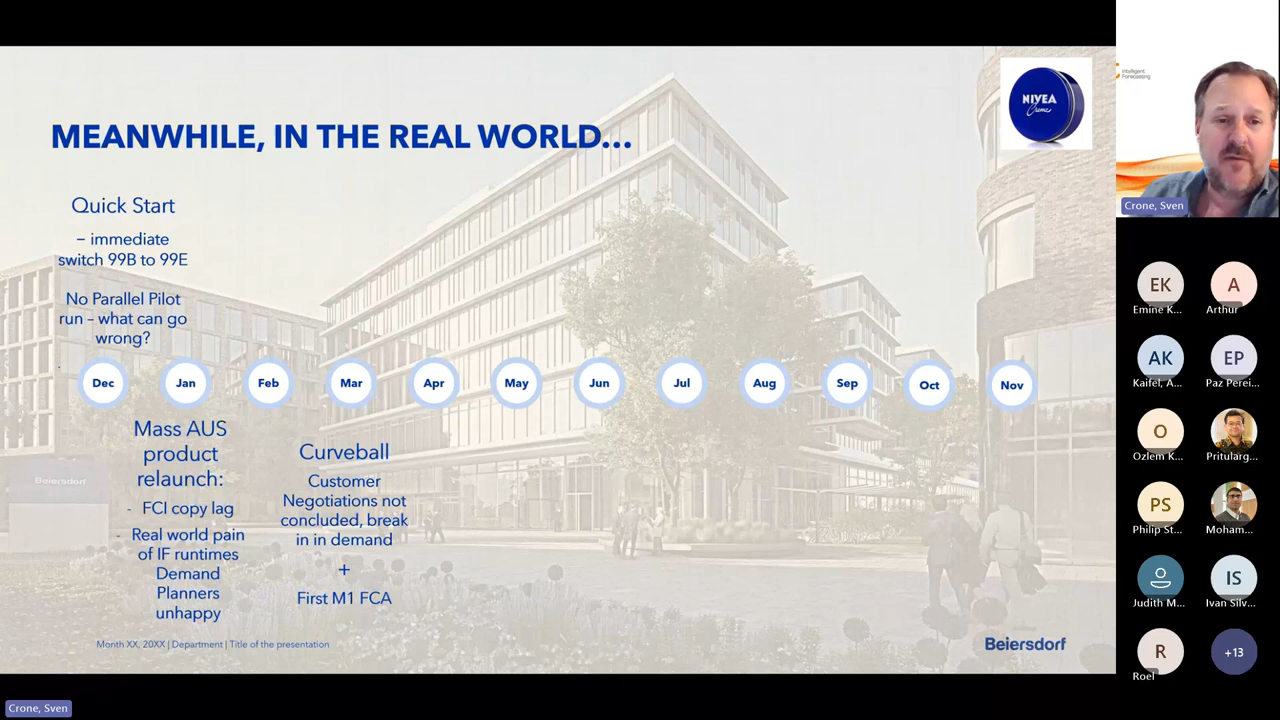 MEANWHILE, IN THE REAL WORLD...
NIVEA
Creme
Quick Start
– immediate
switch 99B to 99E
No Parallel Pilot
run – what can go
wrong?
Dec
Jan
Feb
Mar
Apr
May
Jun
Jul
Aug
Sep
Oct
Nov
Mass AUS
product
relaunch:
- FCI copy lag
- Real world pain
of IF runtimes
Demand
Planners
unhappy
Curveball
Customer
Negotiations not
concluded, break
in in demand
+
First M1 FCA
Beiersdorf
Month XX, 20XX | Department | Title of the presentation
Beiersdorf
Intelligent
Forecasting
Crone, Sven
EK
Emine K...
A
Arthur
AK
Kaifel, A...
EP
Paz Perei...
O
Ozlem K...
Pritularg...
PS
Philip St...
Moham...
Judith M...
IS
Ivan Silv...
R
Roel
+13
Crone, Sven